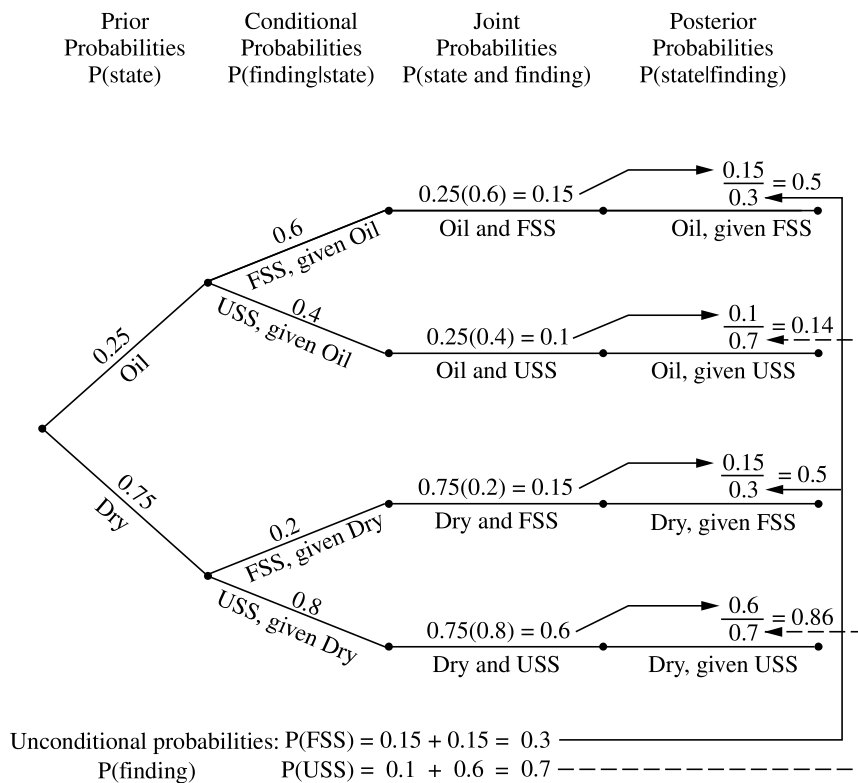 Prior
Probabilities
P(state)
Conditional
Probabilities
P(finding|state)
Joint
Probabilities
P(state and finding)
Posterior
Probabilities
P(state|finding)
0.25
Oil
0.75
Dry
0.6
FSS, given Oil
0.4
USS, given Oil
0.2
FSS, given Dry
0.8
USS, given Dry
0.25(0.6) = 0.15
Oil and FSS
0.15
0.3
= 0.5
Oil, given FSS
0.25(0.4) = 0.1
Oil and USS
0.1
0.7
= 0.14
Oil, given USS
0.75(0.2) = 0.15
Dry and FSS
0.15
0.3
= 0.5
Dry, given FSS
0.75(0.8) = 0.6
Dry and USS
0.6
0.7
= 0.86
Dry, given USS
Unconditional probabilities: P(FSS) = 0.15 + 0.15 = 0.3
P(finding) P(USS) = 0.1 + 0.6 = 0.7